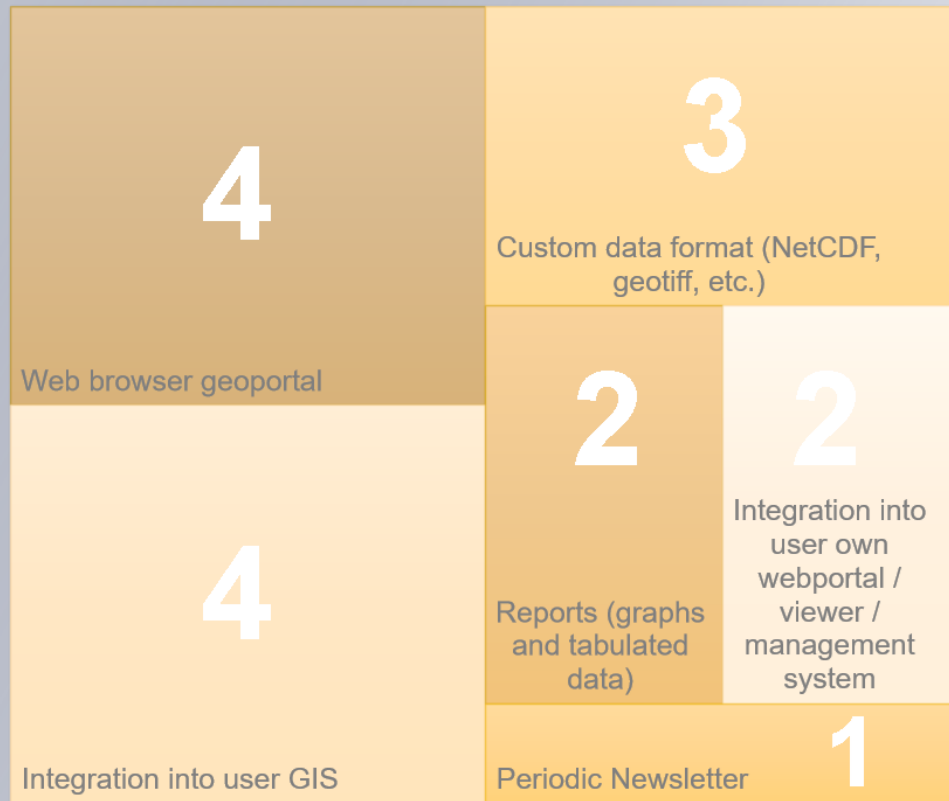 4
Web browser geoportal
3
Custom data format (NetCDF,
geotiff, etc.)
4
Integration into user GIS
2
Reports (graphs
and tabulated
data)
2
Integration into
user own
webportal /
viewer /
management
system
1
Periodic Newsletter